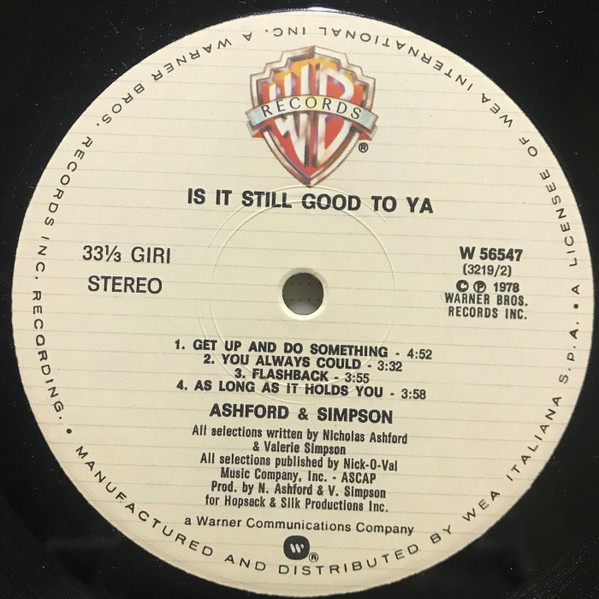 A WARNER BROS. RECORDS INC. RECORDING. • MANUFACTURED AND DISTRIBUTED BY WEA ITALIANA S.P.A. • A LICENSEE OF WEA INTERNATIONAL INC.
WB
RECORDS
®
IS IT STILL GOOD TO YA
33⅓ GIRI
STEREO
W 56547
(3219/2)
© ℗ 1978
WARNER BROS.
RECORDS INC.
1. GET UP AND DO SOMETHING - 4:52
2. YOU ALWAYS COULD - 3:32
3. FLASHBACK - 3:55
4. AS LONG AS IT HOLDS YOU - 3:58
ASHFORD & SIMPSON
All selections written by Nicholas Ashford
& Valerie Simpson
All selections published by Nick-O-Val
Music Company, Inc. - ASCAP
Prod. by N. Ashford & V. Simpson
for Hopsack & Silk Productions Inc.
a Warner Communications Company
W ®